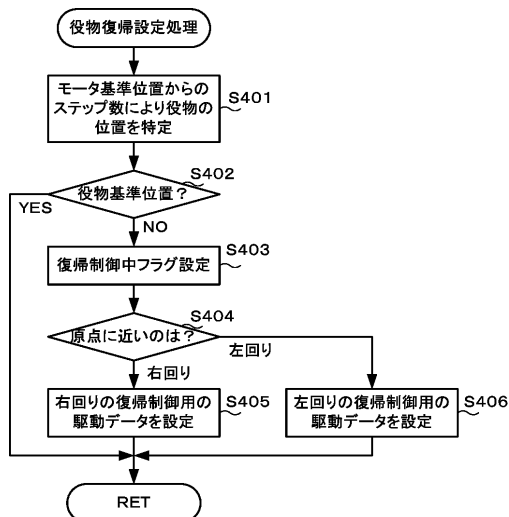 役物復帰設定処理
モータ基準位置からの
ステップ数により役物の
位置を特定
S401
S402
役物基準位置？
YES
NO
S403
復帰制御中フラグ設定
S404
原点に近いのは？
左回り
右回り
右回りの復帰制御用の
駆動データを設定
S405
左回りの復帰制御用の
駆動データを設定
S406
RET